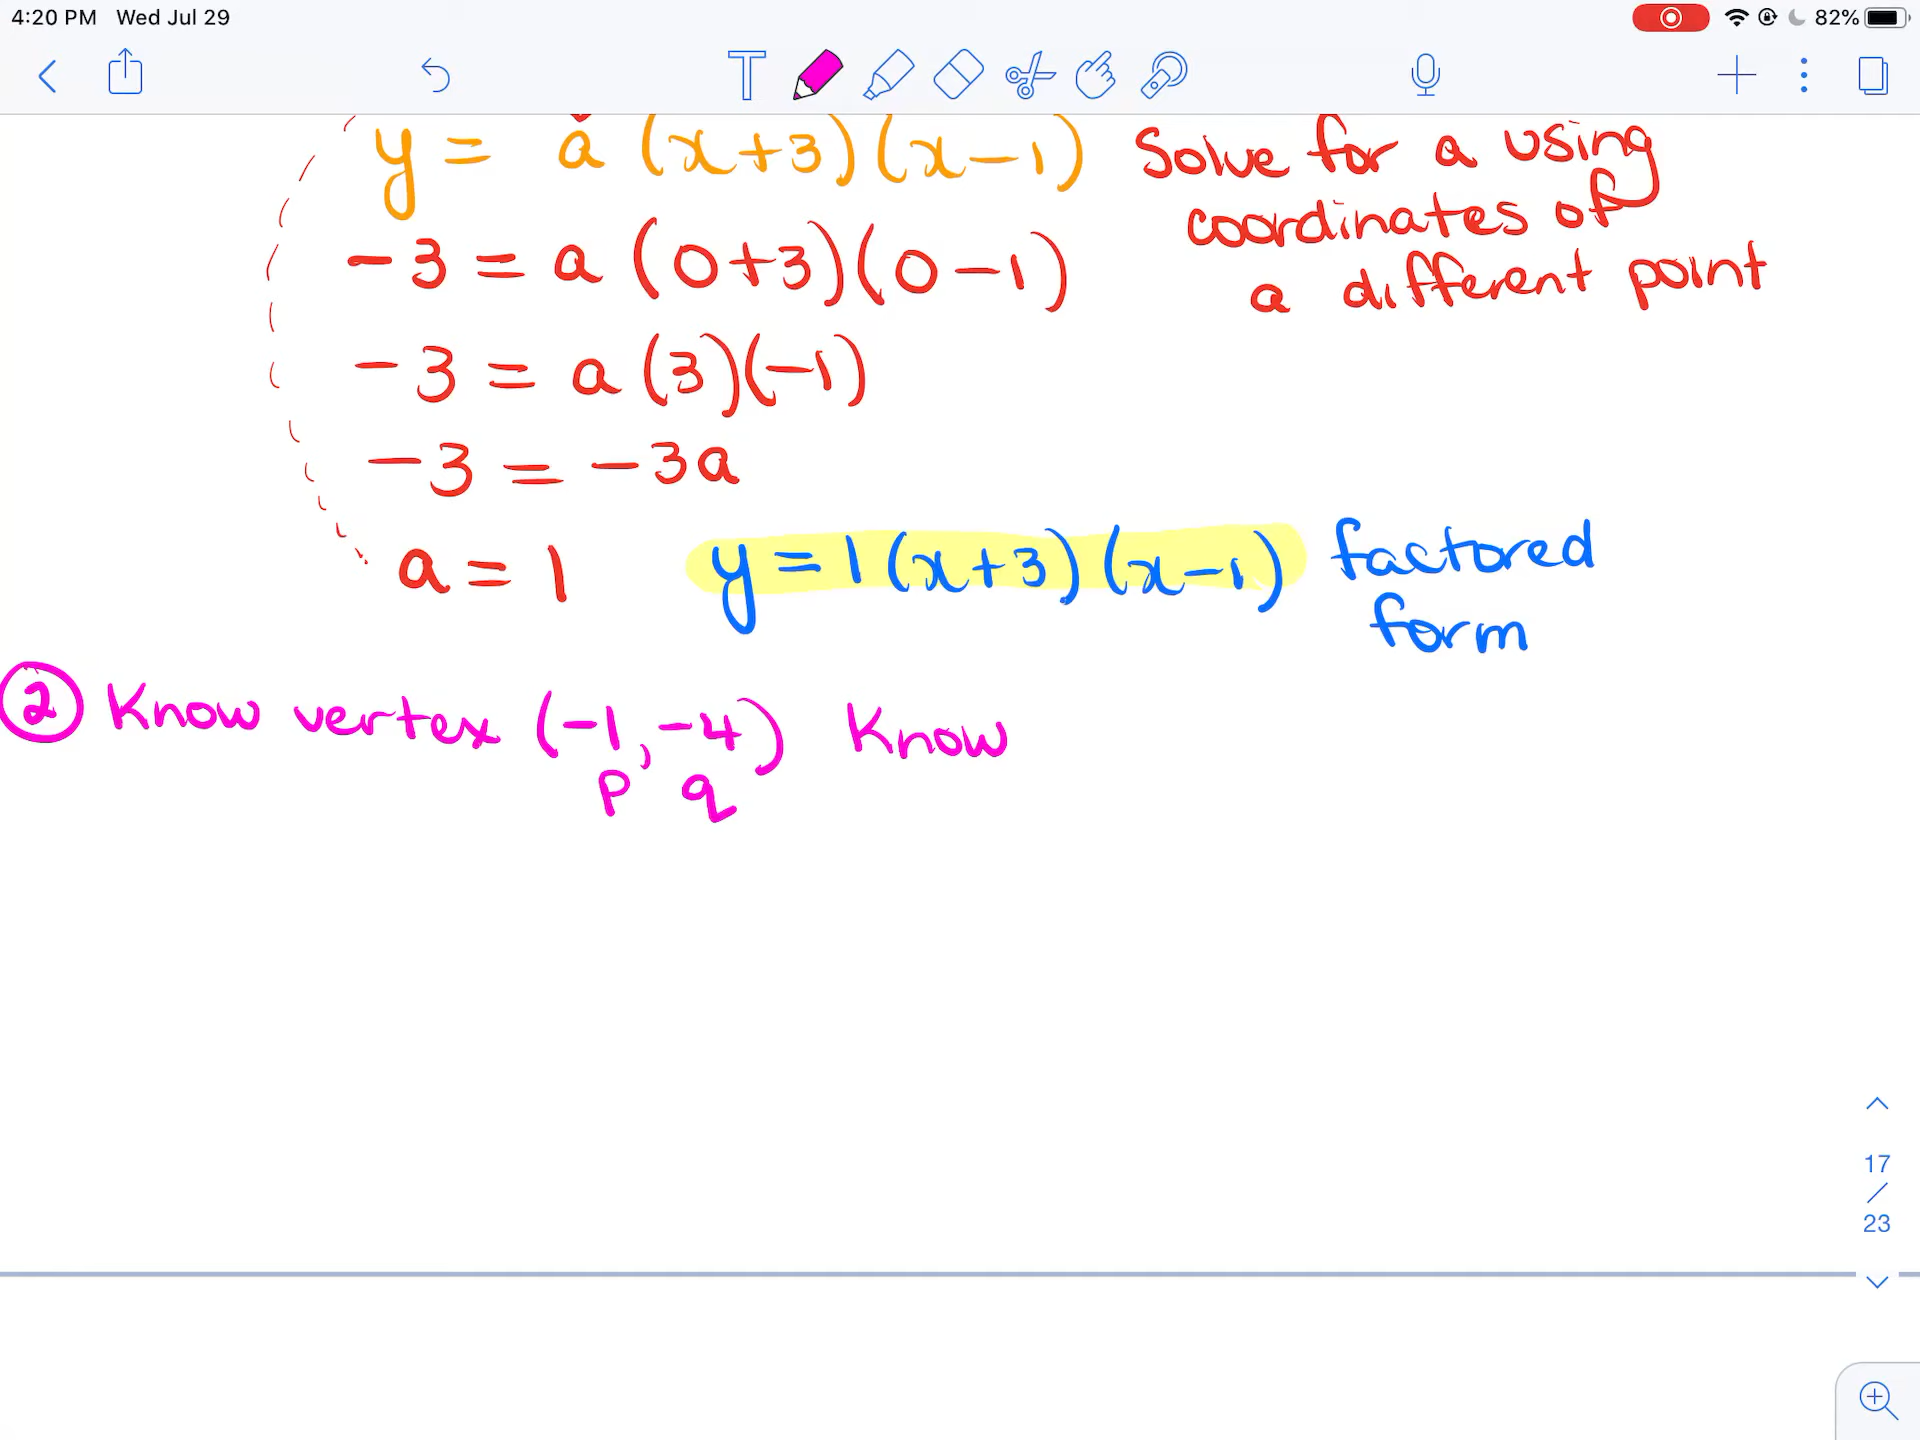 4:20 PM Wed Jul 29 82%
T
y = a (x+3)(x-1) Solve for a using
coordinates of
-3 = a (0+3)(0-1)
a different point
-3 = a (3)(-1)
-3 = -3a
a = 1 y = 1 (x+3)(x-1) factored
form
② Know vertex (-1, -4) Know
p q
17
/
23